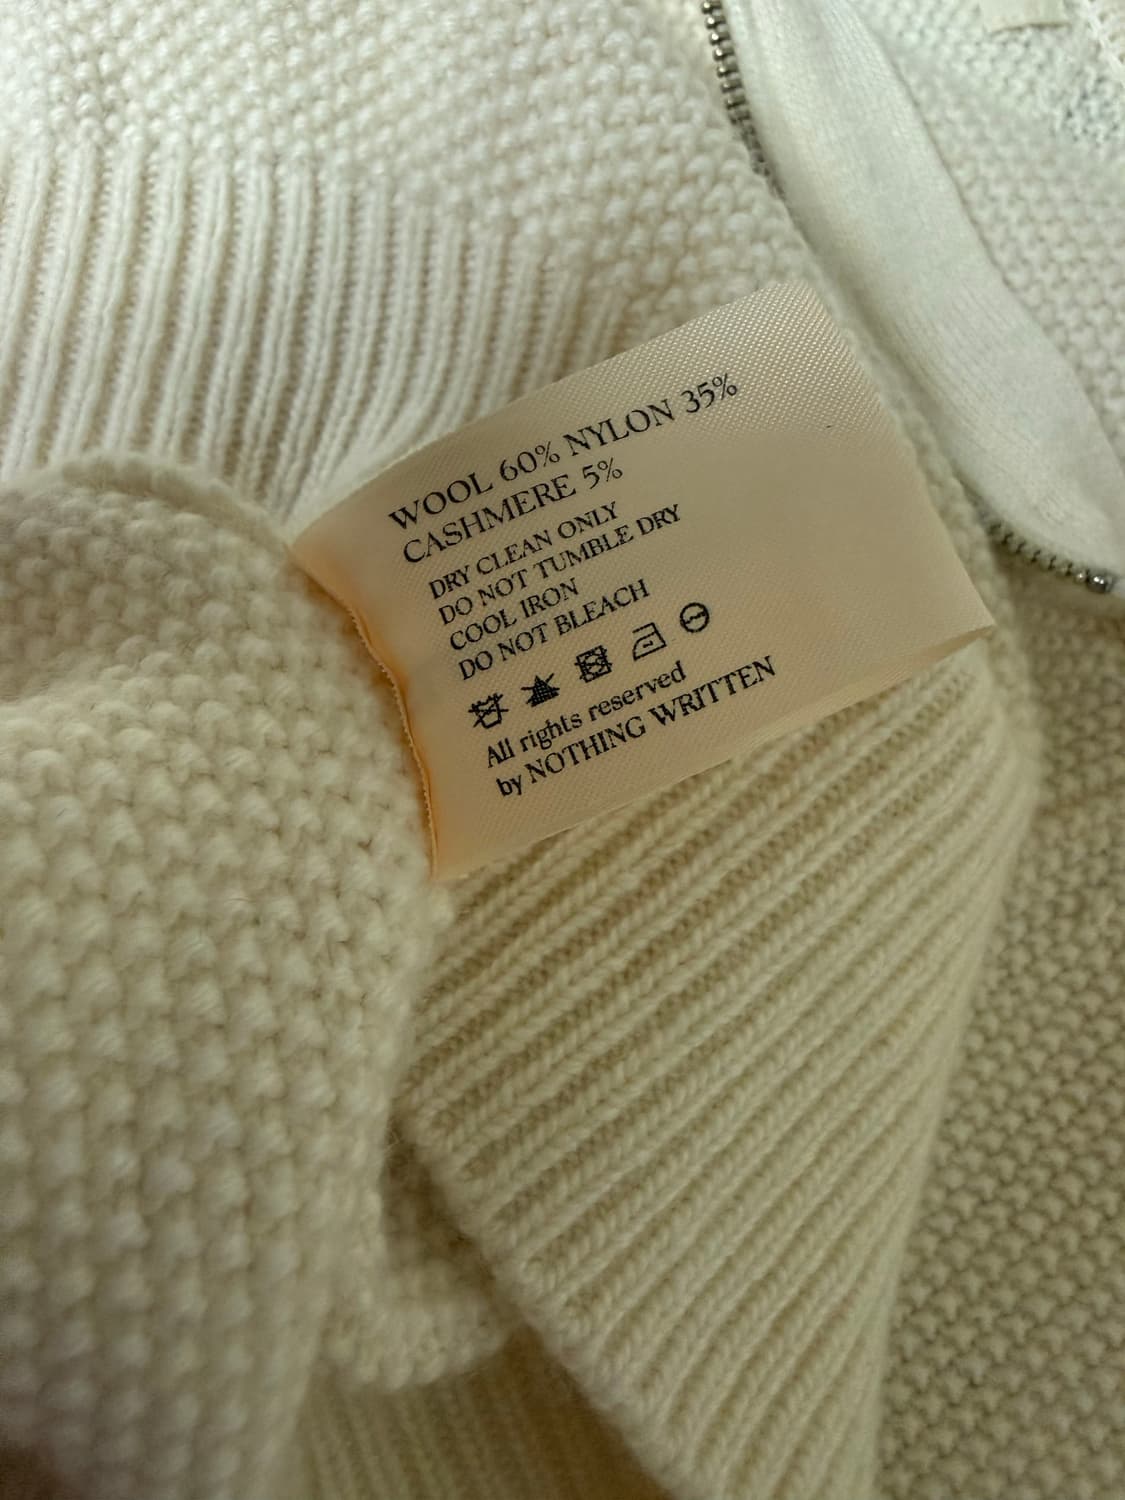 WOOL 60% NYLON 35%
CASHMERE 5%
DRY CLEAN ONLY
DO NOT TUMBLE DRY
COOL IRON
DO NOT BLEACH
All rights reserved
by NOTHING WRITTEN